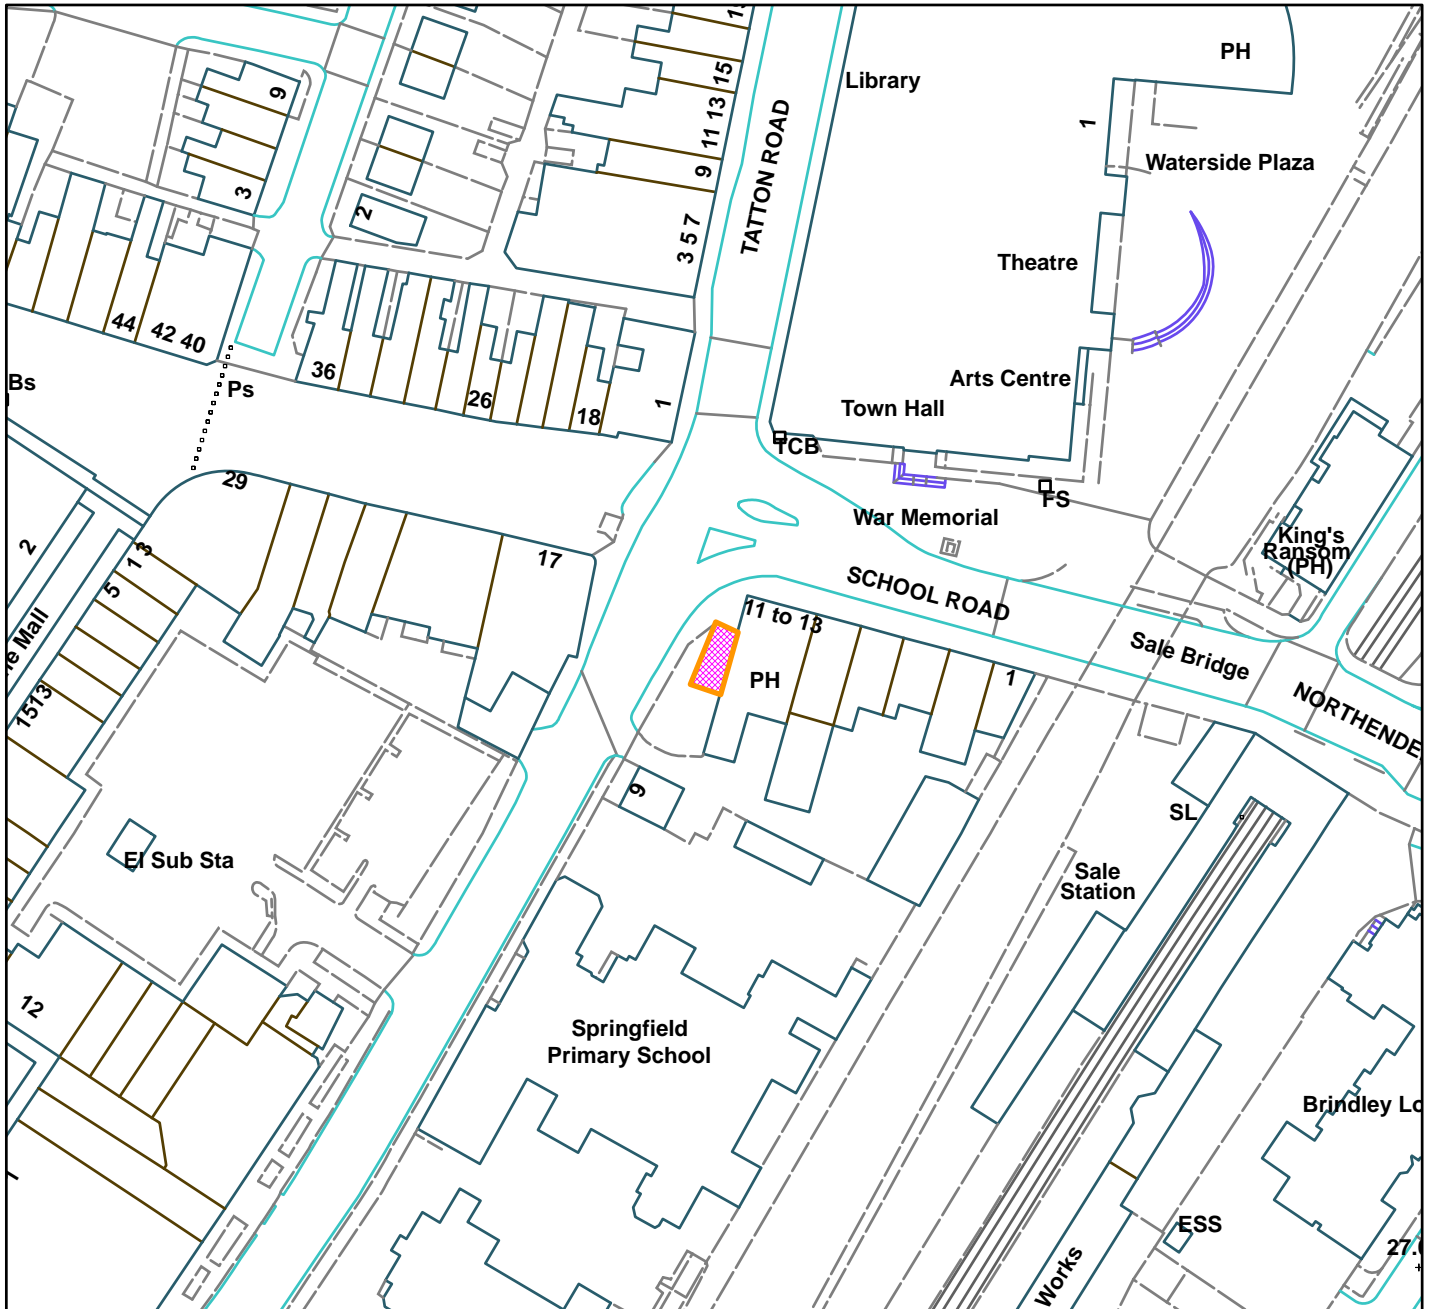 PH
Library
15
11 13
9
3 5 7
TATTON ROAD
1
Waterside Plaza
Theatre
Arts Centre
Town Hall
TCB
FS
War Memorial
King's
Ransom
(PH)
SCHOOL ROAD
Sale Bridge
9
3
2
44
42 40
36
26
18
1
Bs
Ps
29
17
2
1 3
5
1513
11 to 13
PH
1
9
El Sub Sta
SL
Sale
Station
12
Springfield
Primary School
ESS
Works